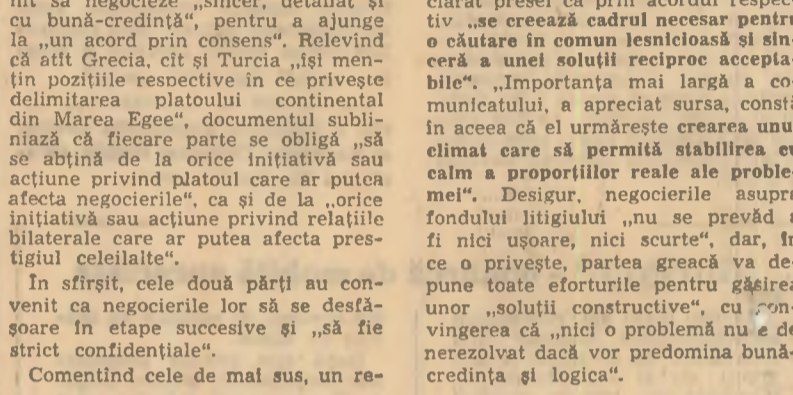 să negocieze „sincer, detaliat și
cu bună-credință“, pentru a ajunge
la „un acord prin consens“. Relevînd
că atît Grecia, cît și Turcia „își men-
țin pozițiile respective în ce privește
delimitarea platoului continental
din Marea Egee“, documentul subli-
niază că fiecare parte se obligă „să
se abțină de la orice inițiativă sau
acțiune privind platoul care ar putea
afecta negocierile“, ca și de la „orice
inițiativă sau acțiune privind relațiile
bilaterale care ar putea afecta pres-
tigiul celeilalte“.
În sfîrșit, cele două părți au con-
venit ca negocierile lor să se desfă-
șoare în etape succesive și „să fie
strict confidențiale“.
Comentînd cele de mai sus, un re-
clarat presei că prin acordul respec-
tiv „se creează cadrul necesar pentru
o căutare în comun lesnicioasă și sin-
ceră a unei soluții reciproc accepta-
bile“. „Importanța mai largă a co-
municatului, a apreciat sursa, constă
în aceea că el urmărește crearea unu
climat care să permită stabilirea cu
calm a proporțiilor reale ale proble-
mei“. Desigur, negocierile asupra
fondului litigiului „nu se prevăd a
fi nici ușoare, nici scurte“, dar, în
ce o privește, partea greacă va de-
pune toate eforturile pentru găsirea
unor „soluții constructive“, cu con-
vingerea că „nici o problemă nu e de
nerezolvat dacă vor predomina bună-
credința și logica“.